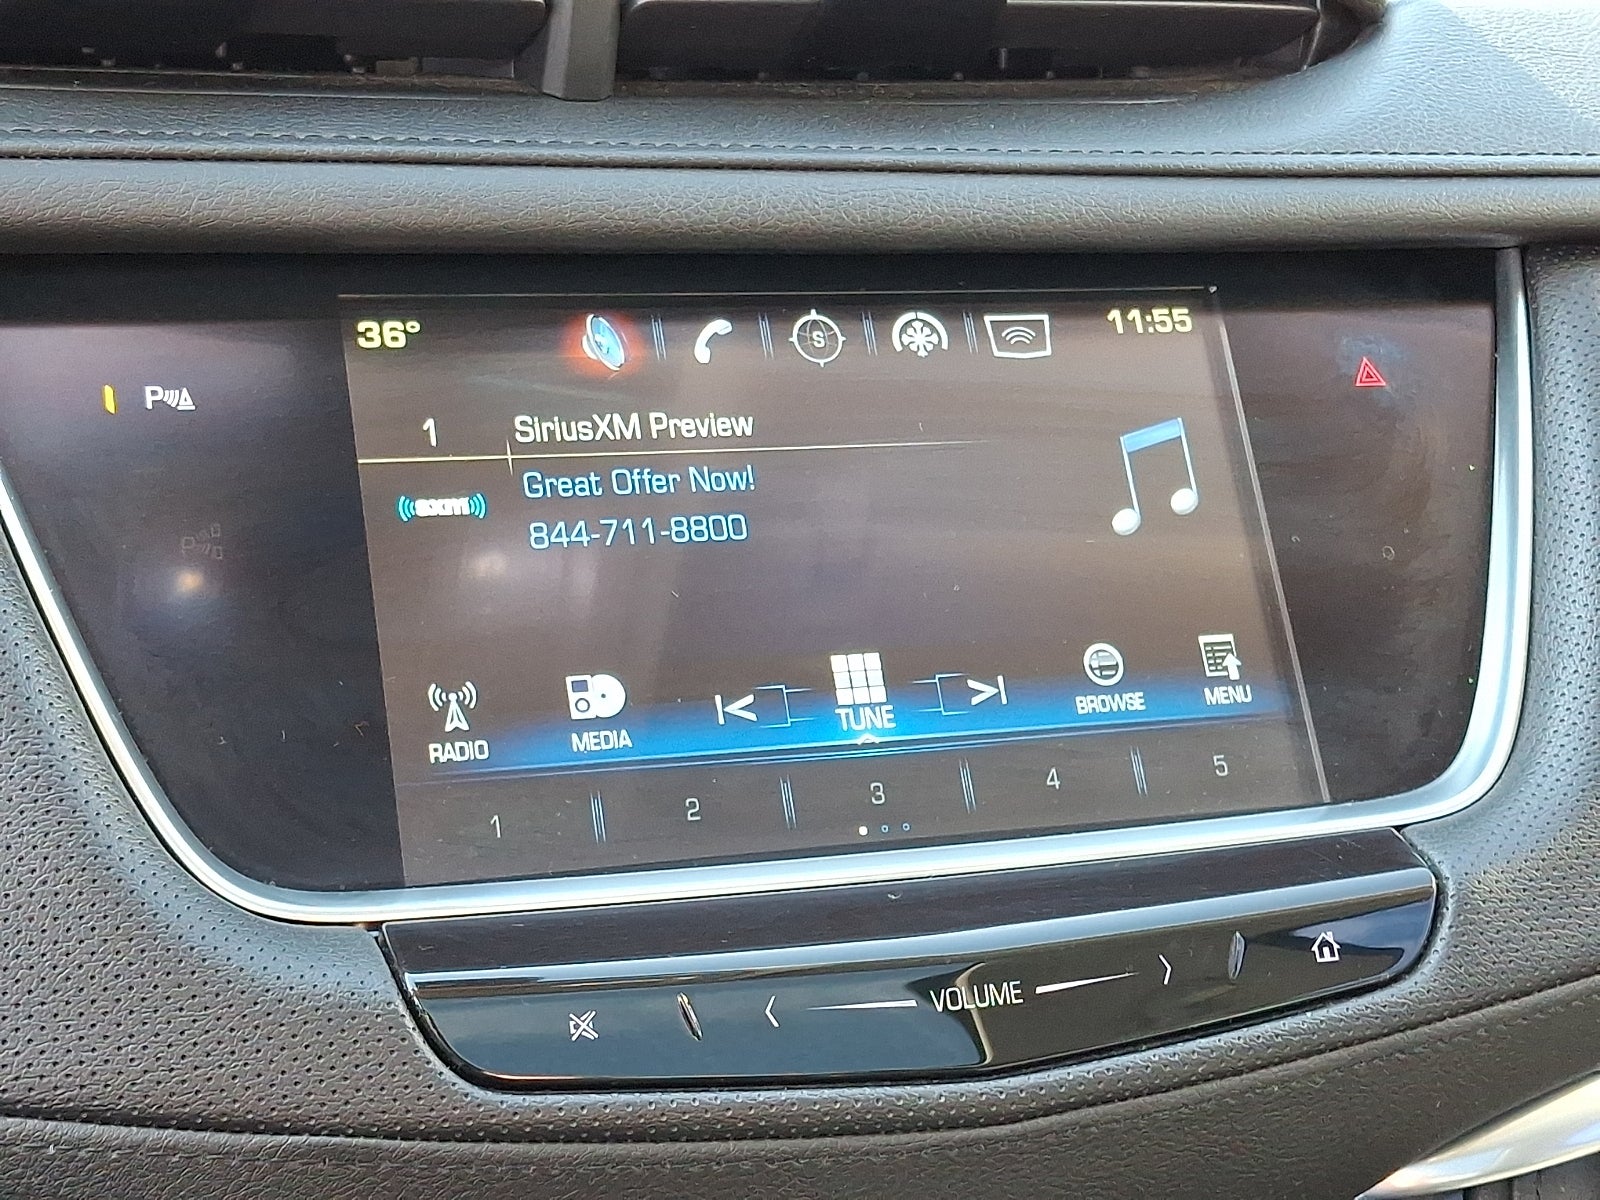 36°
S
11:55
P
1
SiriusXM Preview
Great Offer Now!
((sxm))
844-711-8800
RADIO
MEDIA
TUNE
BROWSE
MENU
1
2
3
4
5
VOLUME